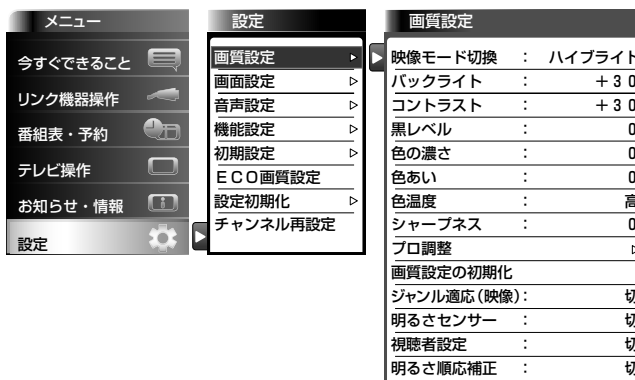 メニュー
今すぐできること
リンク機器操作
番組表・予約
テレビ操作
お知らせ・情報
設定
設定
画質設定
画面設定
音声設定
機能設定
初期設定
ECO画質設定
設定初期化
チャンネル再設定
画質設定
映像モード切換 : ハイブライト
バックライト : +30
コントラスト : +30
黒レベル : 0
色の濃さ : 0
色あい : 0
色温度 : 高
シャープネス : 0
プロ調整
画質設定の初期化
ジャンル適応(映像): 切
明るさセンサー : 切
視聴者設定 : 切
明るさ順応補正 : 切